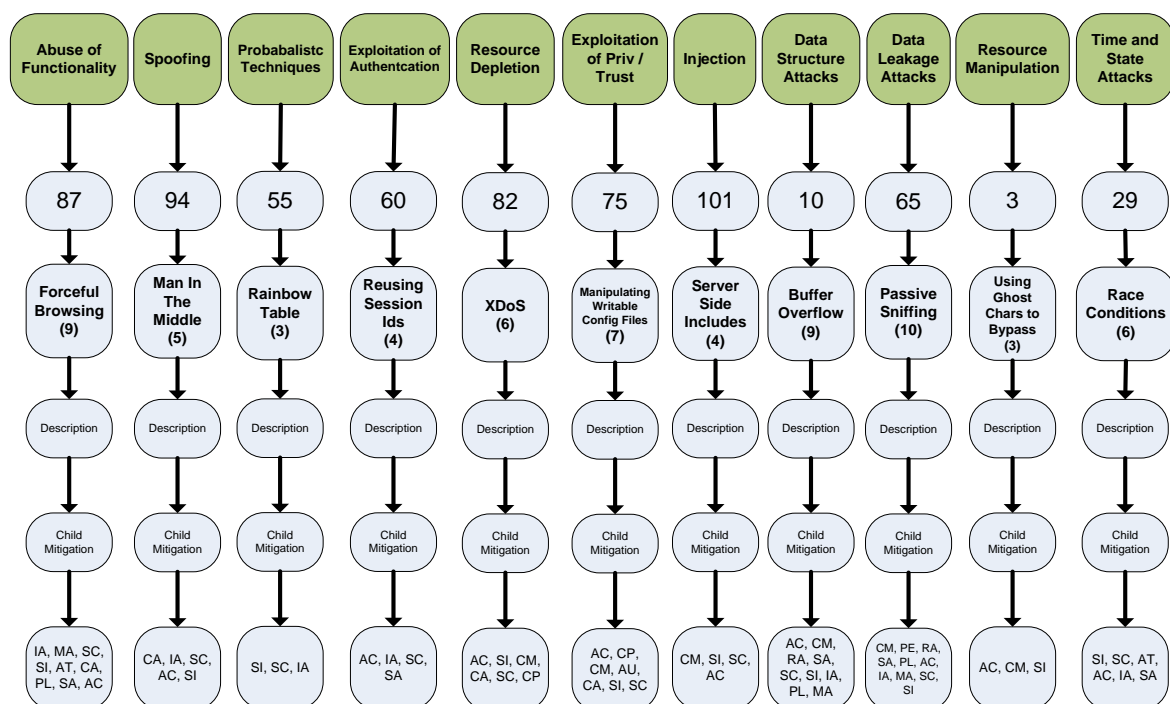 Abuse of
Functionality
Spoofing
Probabalistc
Techniques
Exploitation of
Authentcation
Resource
Depletion
Exploitation
of Priv /
Trust
Injection
Data
Structure
Attacks
Data
Leakage
Attacks
Resource
Manipulation
Time and
State
Attacks
87
94
55
60
82
75
101
10
65
3
29
Forceful
Browsing
(9)
Man In
The
Middle
(5)
Rainbow
Table
(3)
Reusing
Session
Ids
(4)
XDoS
(6)
Manipulating
Writable
Config Files
(7)
Server
Side
Includes
(4)
Buffer
Overflow
(9)
Passive
Sniffing
(10)
Using
Ghost
Chars to
Bypass
(3)
Race
Conditions
(6)
Description
Description
Description
Description
Description
Description
Description
Description
Description
Description
Description
Child
Mitigation
Child
Mitigation
Child
Mitigation
Child
Mitigation
Child
Mitigation
Child
Mitigation
Child
Mitigation
Child
Mitigation
Child
Mitigation
Child
Mitigation
Child
Mitigation
IA, MA, SC,
SI, AT, CA,
PL, SA, AC
CA, IA, SC,
AC, SI
SI, SC, IA
AC, IA, SC,
SA
AC, SI, CM,
CA, SC, CP
AC, CP,
CM, AU,
CA, SI, SC
CM, SI, SC,
AC
AC, CM,
RA, SA,
SC, SI, IA,
PL, MA
CM, PE, RA,
SA, PL, AC,
IA, MA, SC,
SI
AC, CM, SI
SI, SC, AT,
AC, IA, SA